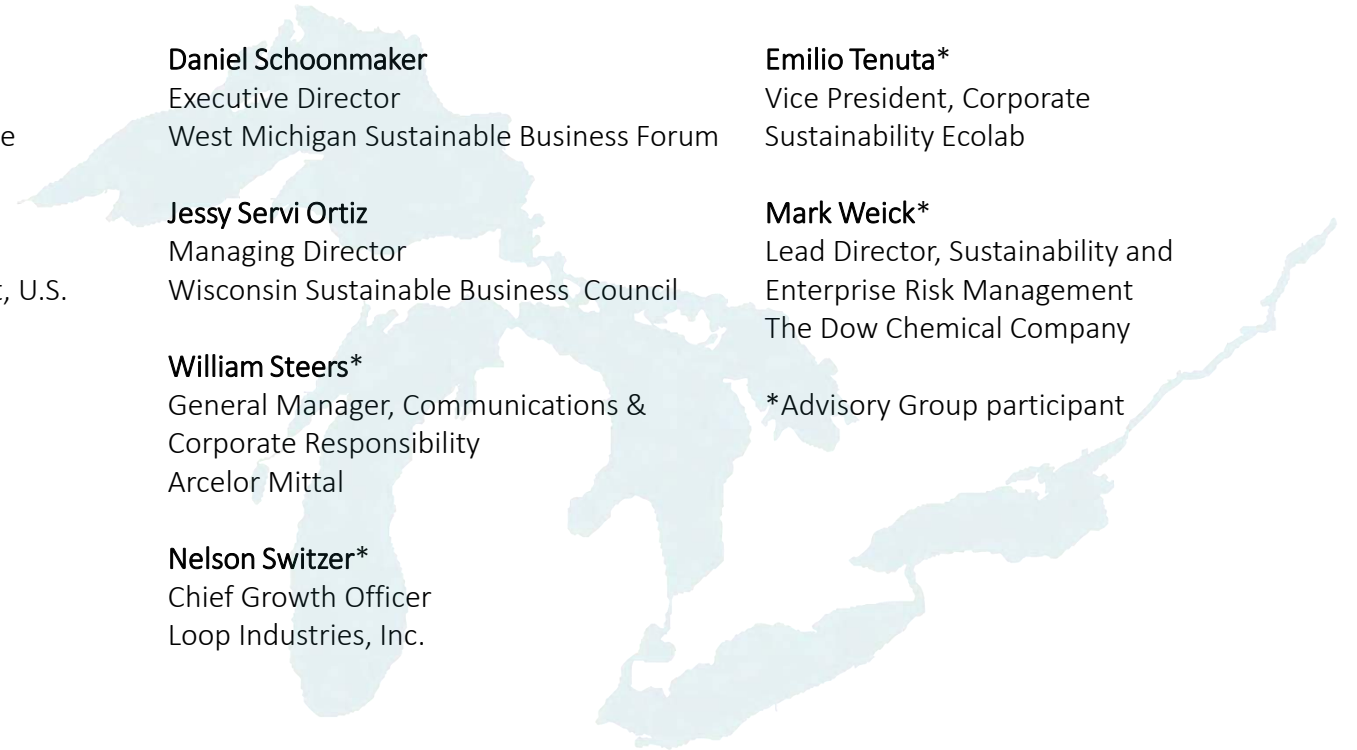 e
, U.S.
Daniel Schoonmaker
Executive Director
West Michigan Sustainable Business Forum
Jessy Servi Ortiz
Managing Director
Wisconsin Sustainable Business Council
William Steers*
General Manager, Communications &
Corporate Responsibility
Arcelor Mittal
Nelson Switzer*
Chief Growth Officer
Loop Industries, Inc.
Emilio Tenuta*
Vice President, Corporate
Sustainability Ecolab
Mark Weick*
Lead Director, Sustainability and
Enterprise Risk Management
The Dow Chemical Company
*Advisory Group participant